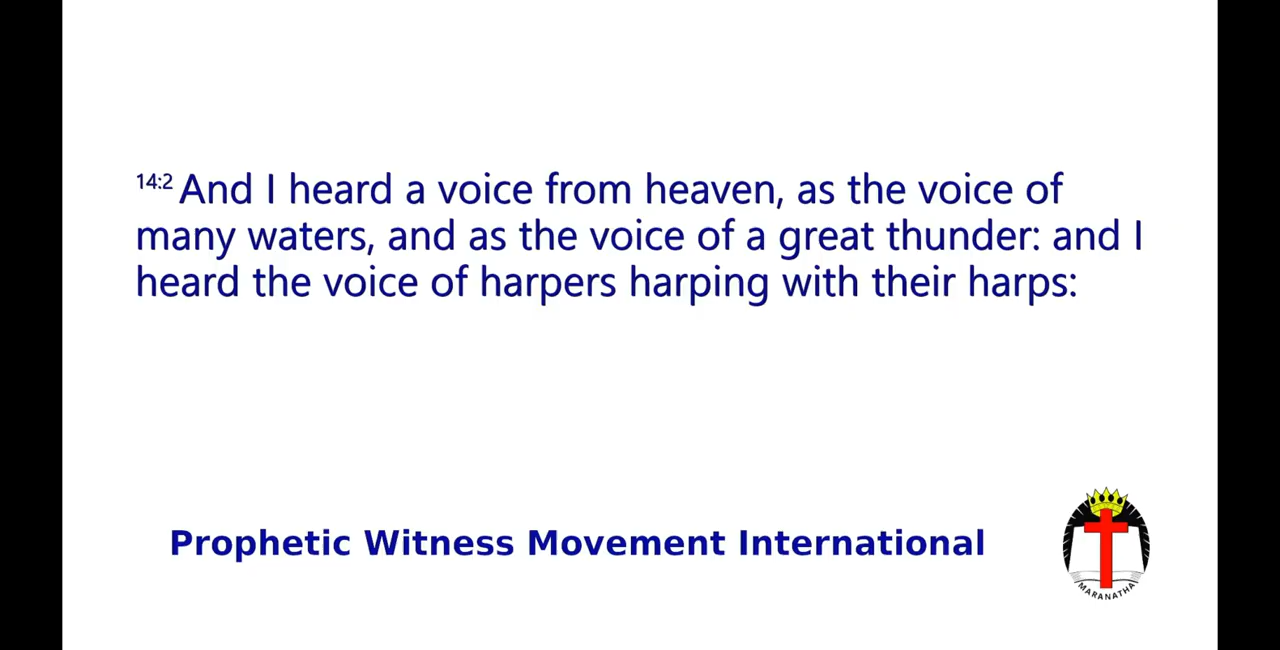 14:2 And I heard a voice from heaven, as the voice of
many waters, and as the voice of a great thunder: and I
heard the voice of harpers harping with their harps:
Prophetic Witness Movement International
MARANATHA